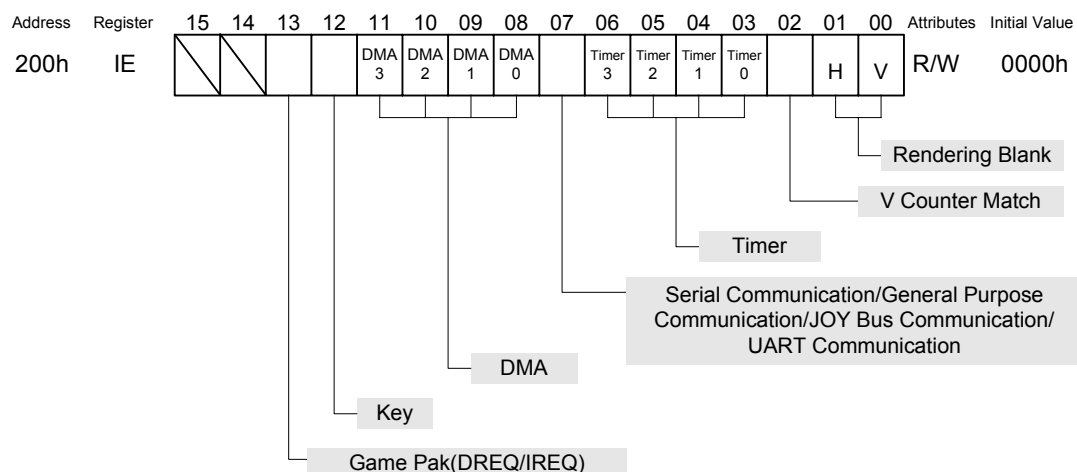 Address Register 15 14 13 12 11 10 09 08 07 06 05 04 03 02 01 00 Attributes Initial Value
200h IE DMA 3 DMA 2 DMA 1 DMA 0 Timer 3 Timer 2 Timer 1 Timer 0 H V R/W 0000h
Rendering Blank
V Counter Match
Timer
Serial Communication/General Purpose
Communication/JOY Bus Communication/
UART Communication
DMA
Key
Game Pak(DREQ/IREQ)